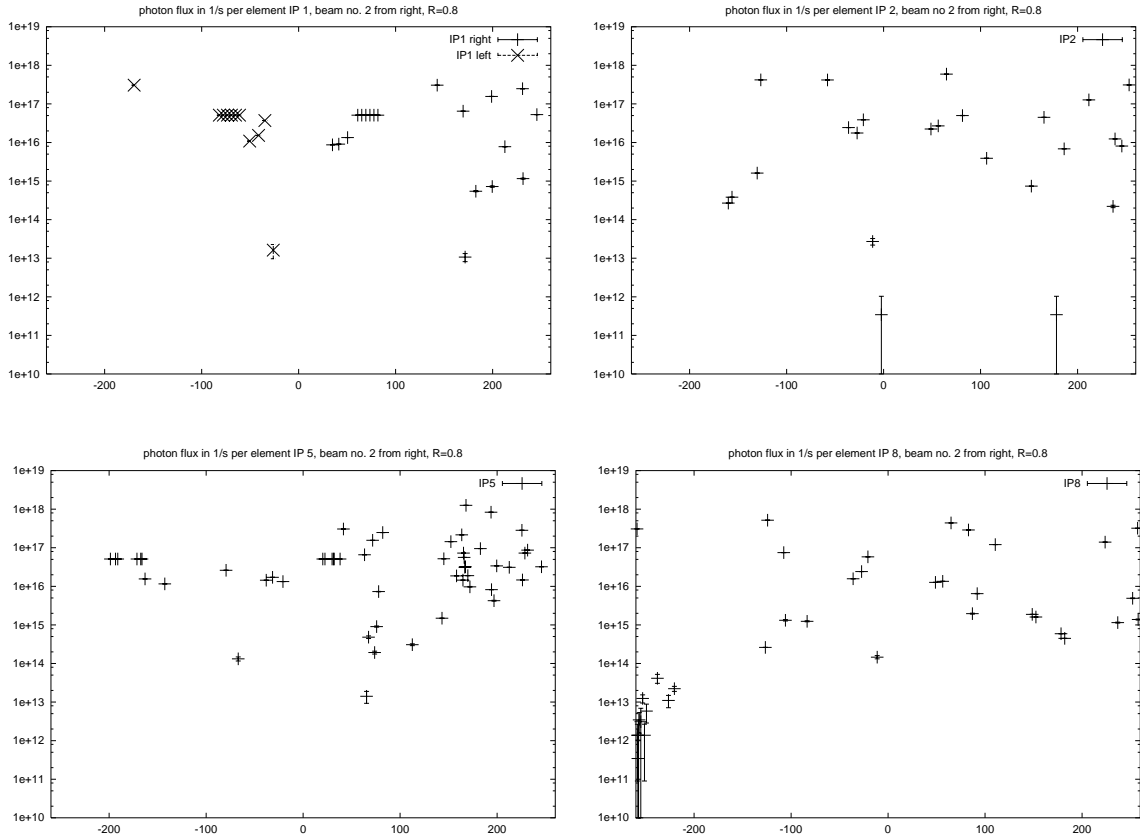 photon flux in 1/s per element IP 1, beam no. 2 from right, R=0.8
IP1 right
IP1 left
1e+19
1e+18
1e+17
1e+16
1e+15
1e+14
1e+13
1e+12
1e+11
1e+10
-200 -100 0 100 200
photon flux in 1/s per element IP 2, beam no. 2 from right, R=0.8
IP2
1e+19
1e+18
1e+17
1e+16
1e+15
1e+14
1e+13
1e+12
1e+11
1e+10
-200 -100 0 100 200
photon flux in 1/s per element IP 5, beam no. 2 from right, R=0.8
IP5
1e+19
1e+18
1e+17
1e+16
1e+15
1e+14
1e+13
1e+12
1e+11
1e+10
-200 -100 0 100 200
photon flux in 1/s per element IP 8, beam no. 2 from right, R=0.8
IP8
1e+19
1e+18
1e+17
1e+16
1e+15
1e+14
1e+13
1e+12
1e+11
1e+10
-200 -100 0 100 200